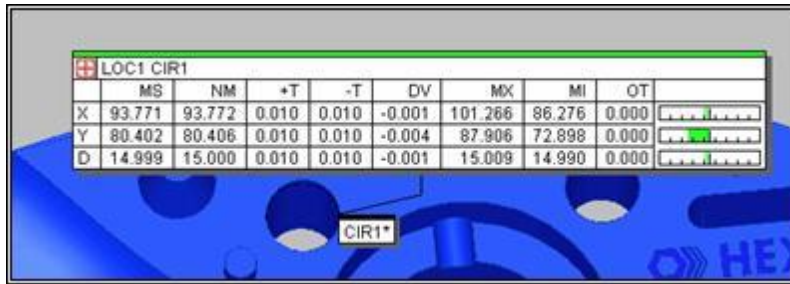 LOC1 CIR1
MS NM +T -T DV MX MI OT
X 93.771 93.772 0.010 0.010 -0.001 101.266 86.276 0.000
Y 80.402 80.406 0.010 0.010 -0.004 87.906 72.898 0.000
D 14.999 15.000 0.010 0.010 -0.001 15.009 14.990 0.000
CIR1*
HEX